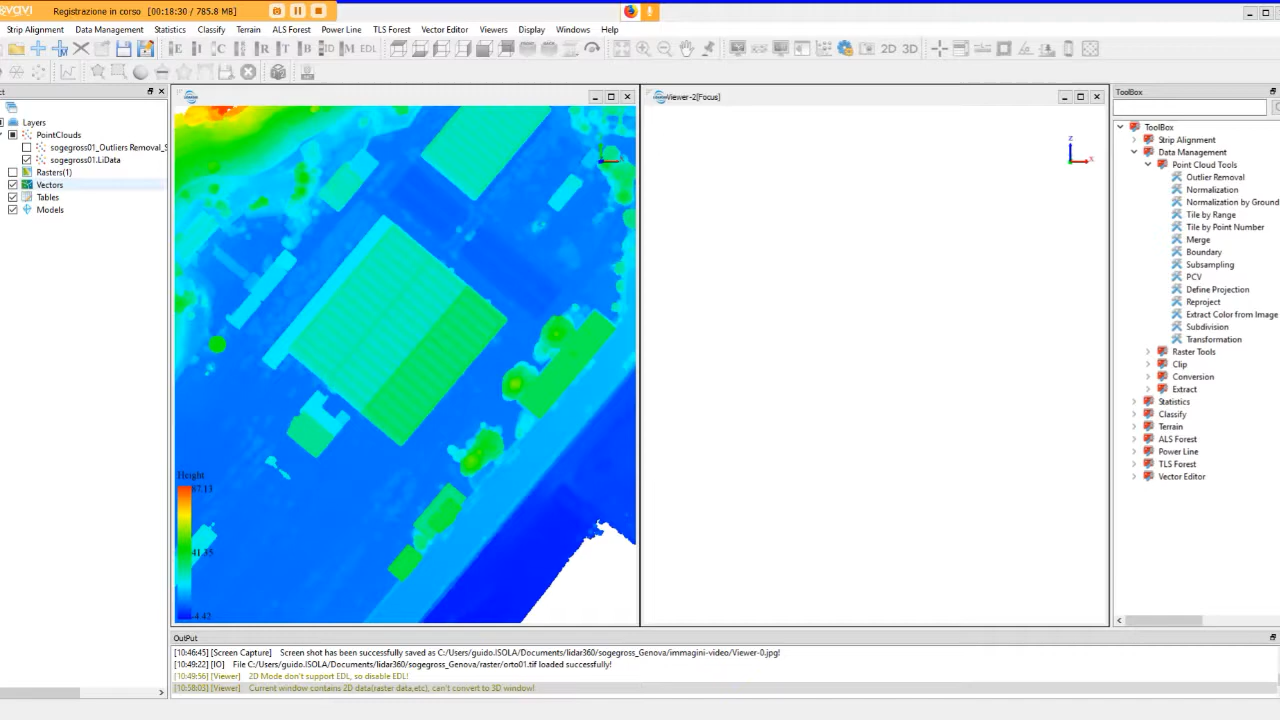 Registrazione in corso [00:18:30 / 785.8 MB]
Strip Alignment Data Management Statistics Classify Terrain ALS Forest Power Line TLS Forest Vector Editor Viewers Display Windows Help
E H I C R T B ID M EDL 2D 3D
ct
Viewer-2[Focus]
ToolBox
Layers
PointClouds
sogegross01_Outliers Removal_S
sogegross01.LiData
Rasters(1)
Vectors
Tables
Models
z
x
Height
87.13
41.35
-4.42
ToolBox
Strip Alignment
Data Management
Point Cloud Tools
Outlier Removal
Normalization
Normalization by Ground
Tile by Range
Tile by Point Number
Merge
Boundary
Subsampling
PCV
Define Projection
Reproject
Extract Color from Image
Subdivision
Transformation
Raster Tools
Clip
Conversion
Extract
Statistics
Classify
Terrain
ALS Forest
Power Line
TLS Forest
Vector Editor
OutPut
[10:46:45] [Screen Capture] Screen shot has been successfully saved as C:/Users/guido.ISOLA/Documents/lidar360/sogegross_Genova/immagini-video/Viewer-0.jpg!
[10:49:22] [IO] File C:/Users/guido.ISOLA/Documents/lidar360/sogegross_Genova/raster/orto01.tif loaded successfully!
[10:49:56] [Viewer] 2D Mode don't support EDL, so disable EDL!
[10:58:03] [Viewer] Current window contains 2D data(raster data,etc), can't convert to 3D window!